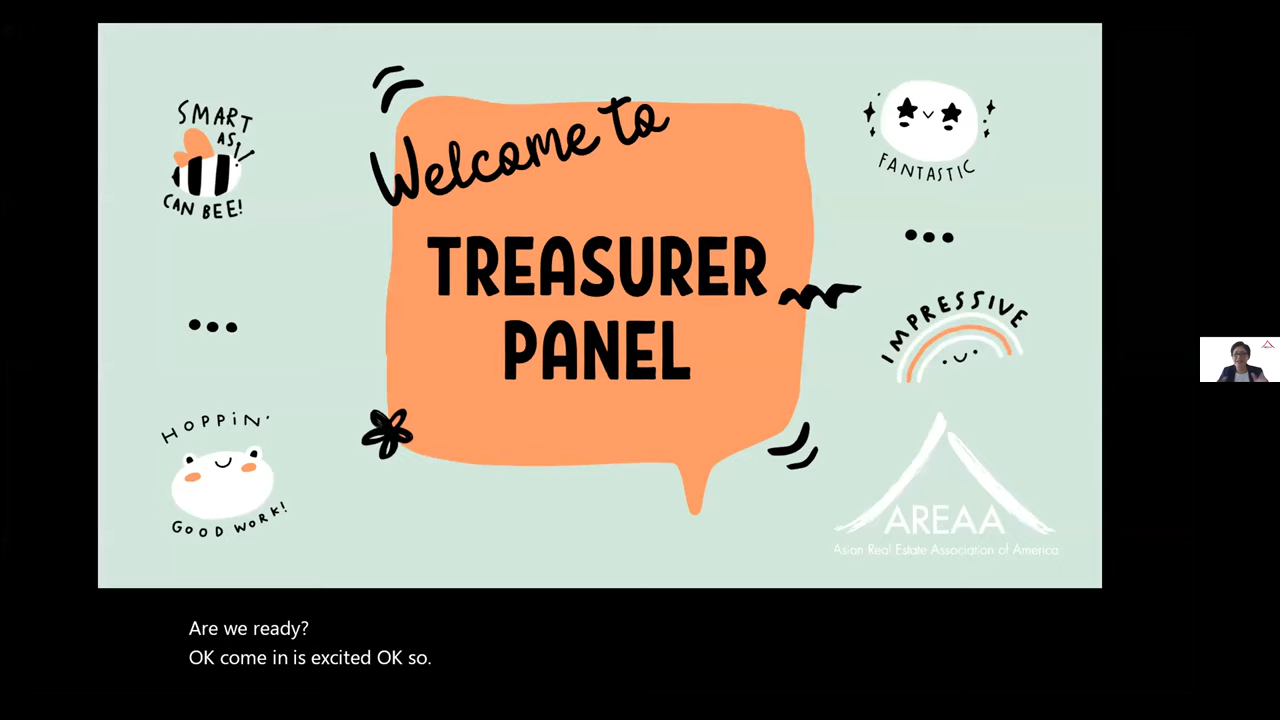 SMART
AS
CAN BEE!
HOPPIN'
GOOD WORK!
Welcome to
TREASURER
PANEL
FANTASTIC
IMPRESSIVE
AREAA
Asian Real Estate Association of America
Are we ready?
OK come in is excited OK so.